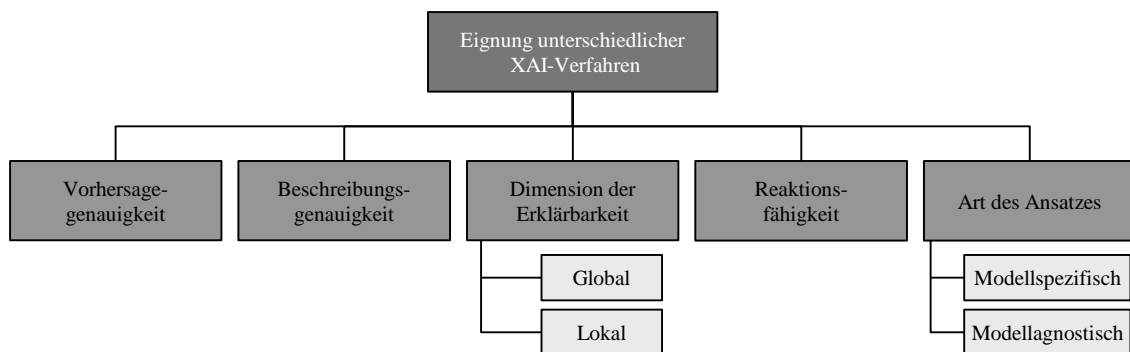 Eignung unterschiedlicher
XAI-Verfahren
Vorhersage-
genauigkeit
Beschreibungs-
genauigkeit
Dimension der
Erklärbarkeit
Reaktions-
fähigkeit
Art des Ansatzes
Global
Lokal
Modellspezifisch
Modellagnostisch